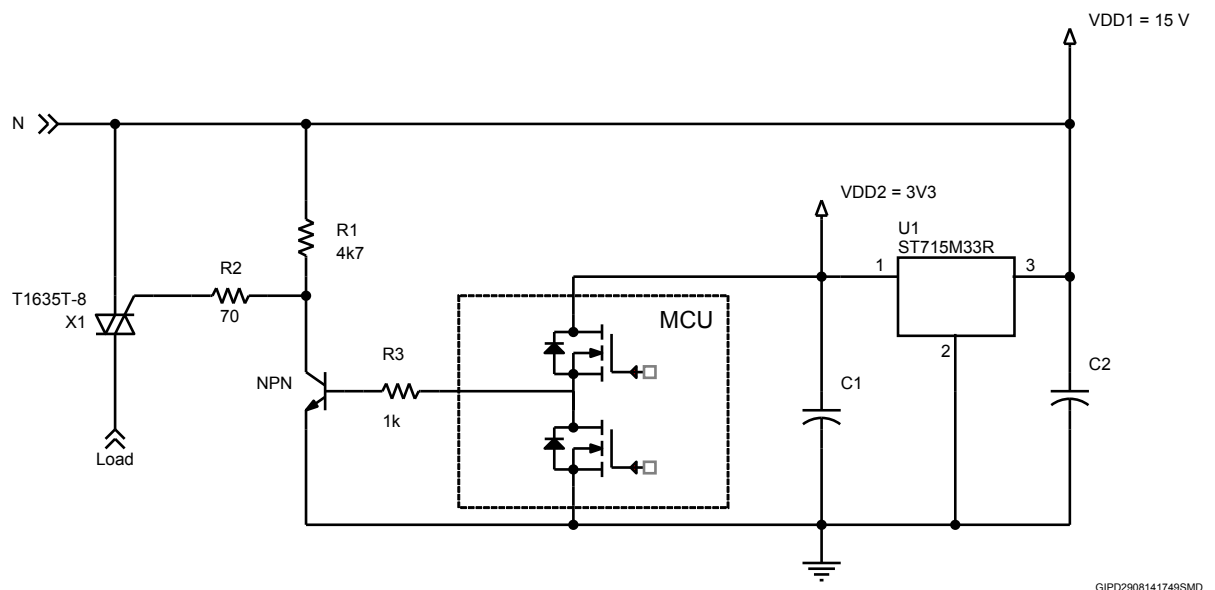 VDD1 = 15 V
N
VDD2 = 3V3
U1
ST715M33R
R1
4k7
1
3
R2
T1635T-8
X1
70
MCU
2
R3
NPN
C1
C2
1k
Load
GIPD2908141749SMD